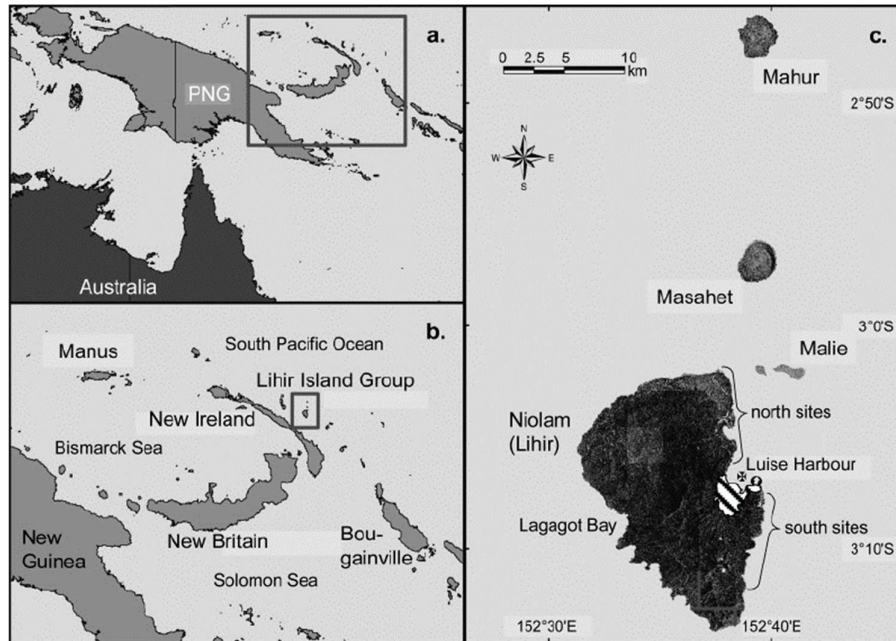 a.
PNG
Australia
b.
South Pacific Ocean
Manus
Lihir Island Group
New Ireland
Bismarck Sea
New Britain
Bou-
gainville
New
Guinea
Solomon Sea
c.
0 2.5 5 10
km
N
W E
S
Mahur
2°50'S
Masahet
3°0'S
Malie
north sites
Niolam
(Lihir)
Luise Harbour
Lagagot Bay
south sites
3°10'S
152°30'E
152°40'E